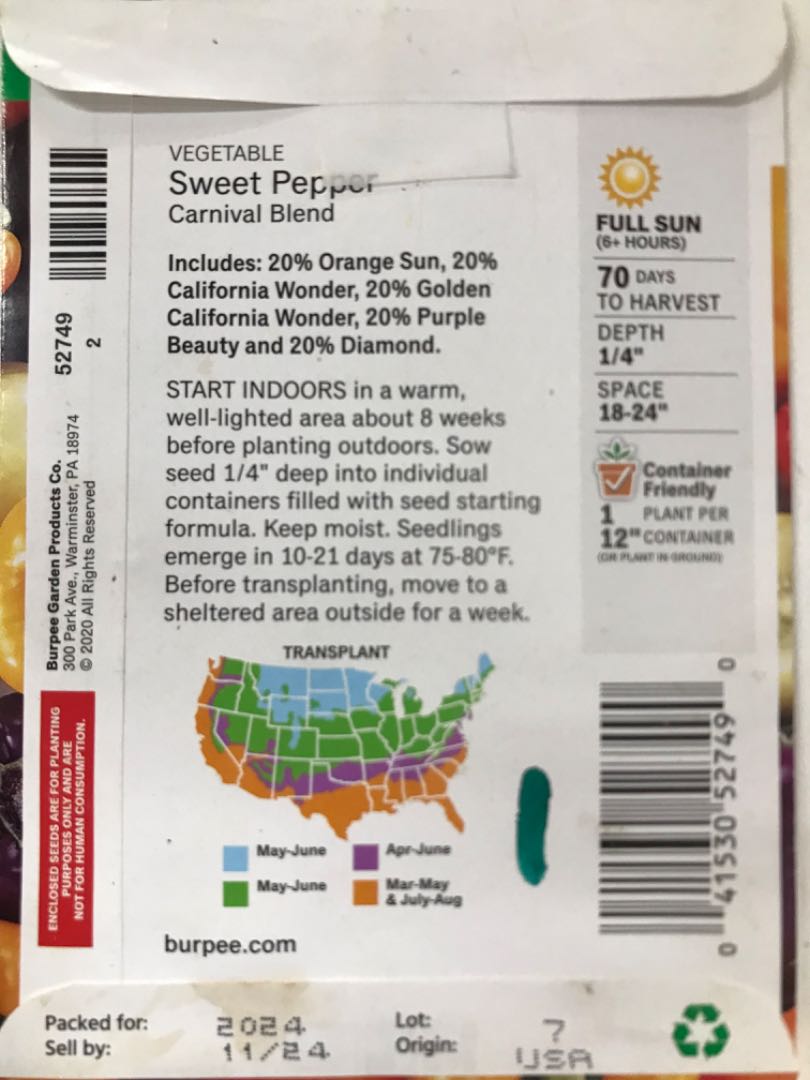 VEGETABLE
Sweet Pepper
Carnival Blend
Includes: 20% Orange Sun, 20%
California Wonder, 20% Golden
California Wonder, 20% Purple
Beauty and 20% Diamond.
START INDOORS in a warm,
well-lighted area about 8 weeks
before planting outdoors. Sow
seed 1/4" deep into individual
containers filled with seed starting
formula. Keep moist. Seedlings
emerge in 10-21 days at 75-80°F.
Before transplanting, move to a
sheltered area outside for a week.
TRANSPLANT
May-June
Apr-June
May-June
Mar-May
& July-Aug
burpee.com
FULL SUN
(6+ HOURS)
70 DAYS
TO HARVEST
DEPTH
1/4"
SPACE
18-24"
Container
Friendly
1 PLANT PER
12" CONTAINER
(OR PLANT IN GROUND)
0 41530 52749 0
52749
2
Burpee Garden Products Co.
300 Park Ave., Warminster, PA 18974
© 2020 All Rights Reserved
ENCLOSED SEEDS ARE FOR PLANTING
PURPOSES ONLY AND ARE
NOT FOR HUMAN CONSUMPTION.
Packed for: 2024 Lot: 7
Sell by: 11/24 Origin: USA